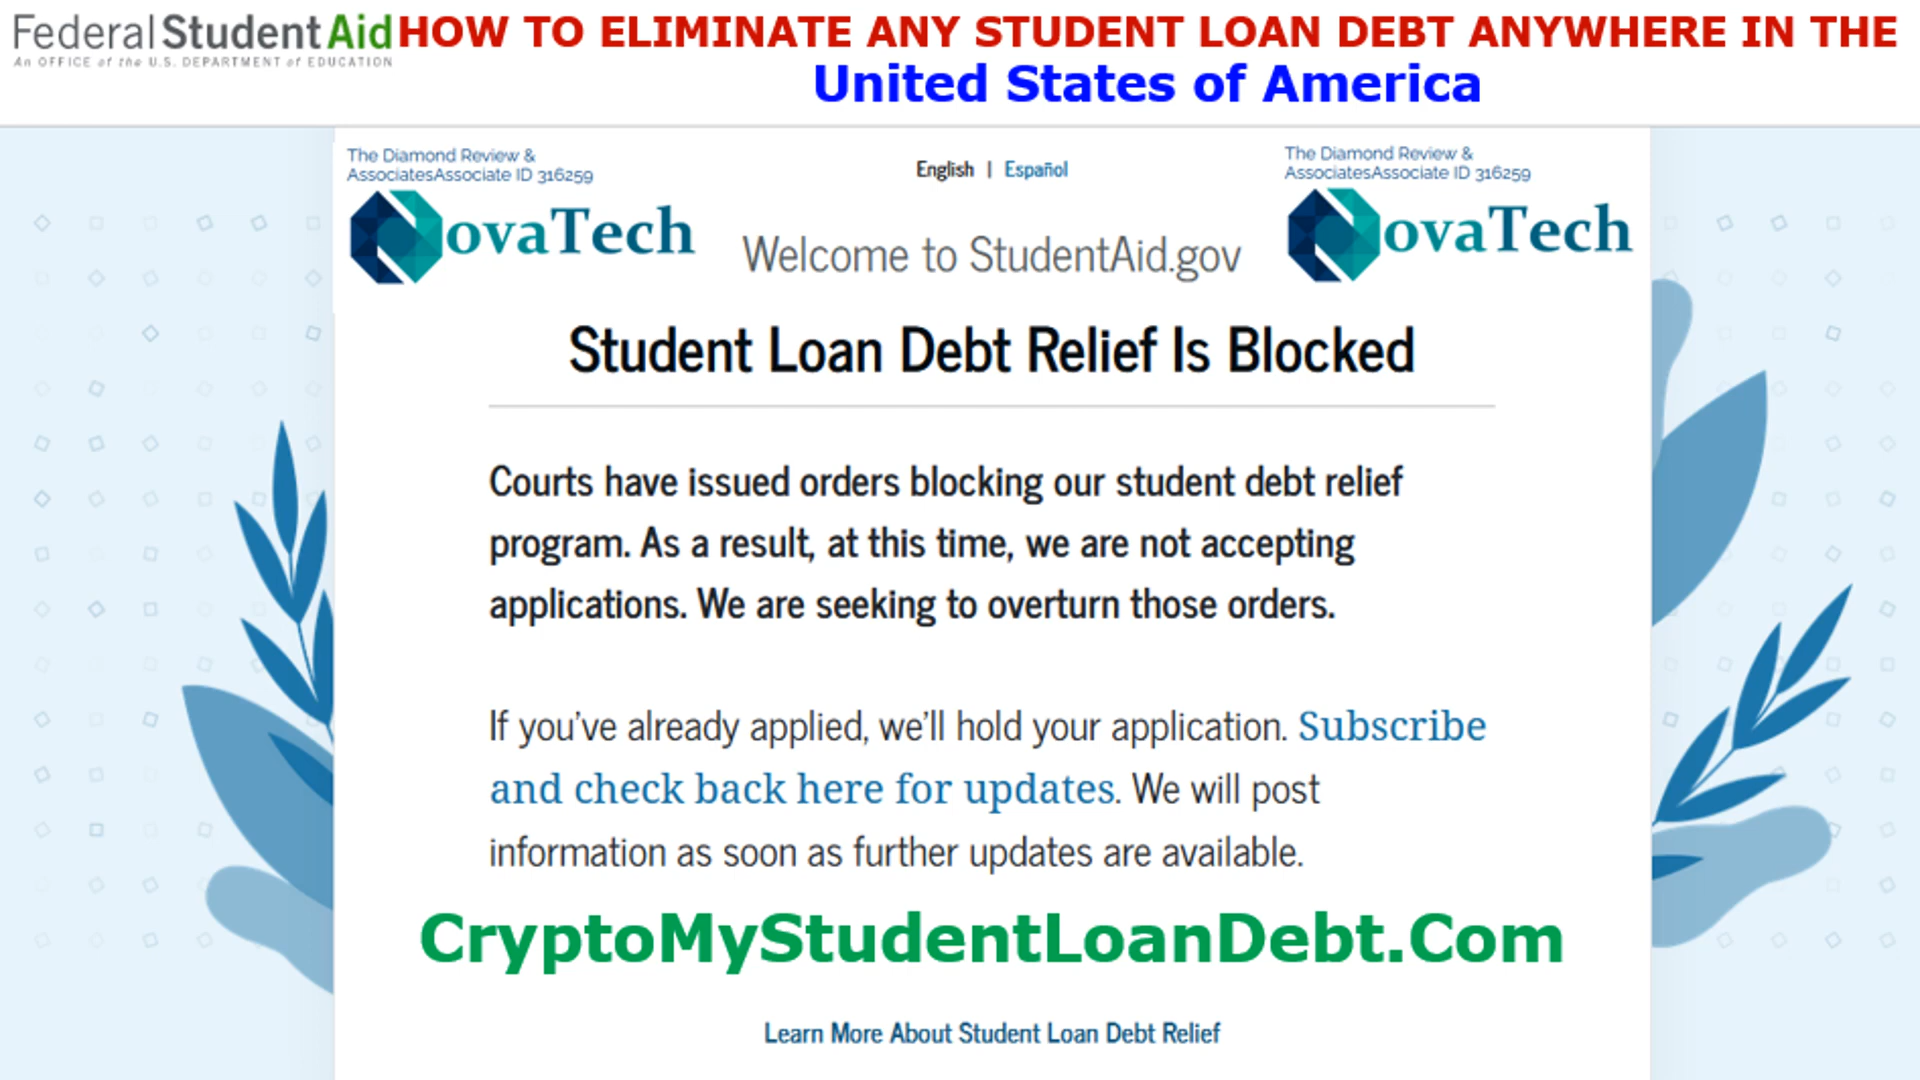 Federal Student Aid
An OFFICE of the U.S. DEPARTMENT of EDUCATION
HOW TO ELIMINATE ANY STUDENT LOAN DEBT ANYWHERE IN THE
United States of America
The Diamond Review &
AssociatesAssociate ID 316259
ovaTech
English | Español
The Diamond Review &
AssociatesAssociate ID 316259
ovaTech
Welcome to StudentAid.gov
Student Loan Debt Relief Is Blocked
Courts have issued orders blocking our student debt relief
program. As a result, at this time, we are not accepting
applications. We are seeking to overturn those orders.
If you've already applied, we'll hold your application. Subscribe
and check back here for updates. We will post
information as soon as further updates are available.
CryptoMyStudentLoanDebt.Com
Learn More About Student Loan Debt Relief